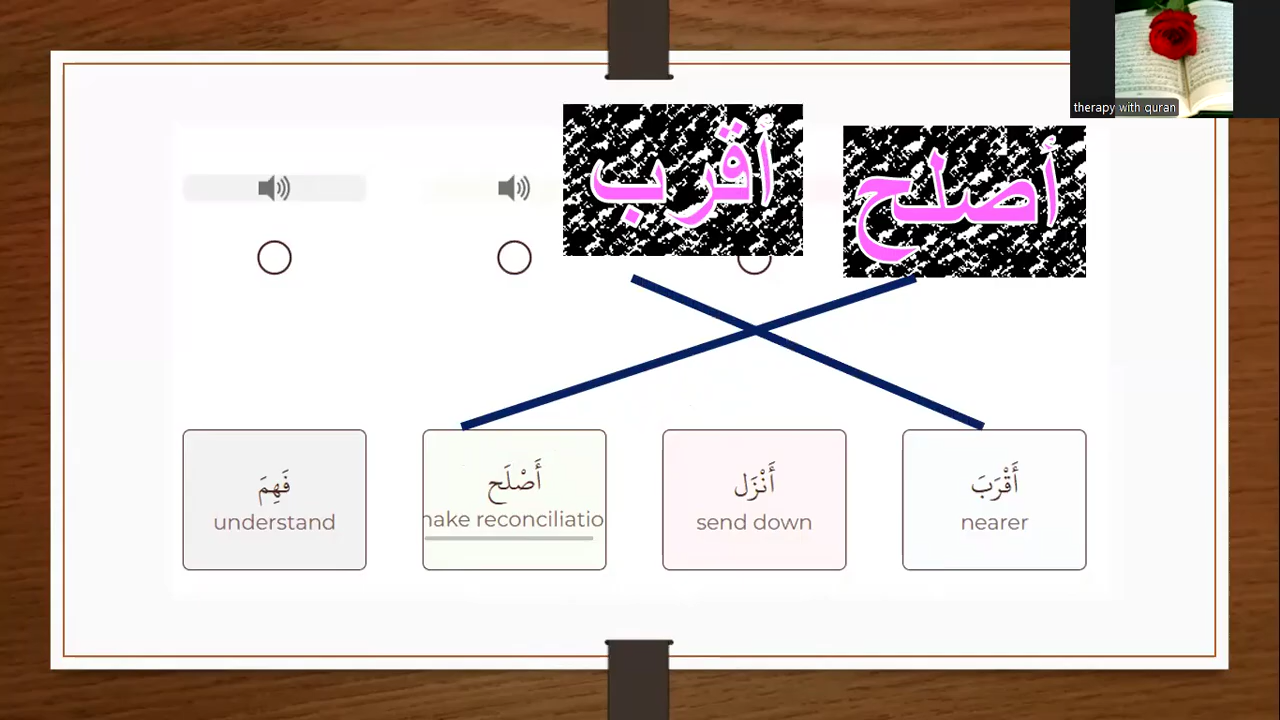 therapy with quran
أقرب
أصلح
فَهِمَ
understand
أَصْلَح
make reconciliatio
أَنْزَل
send down
أَقْرَبَ
nearer